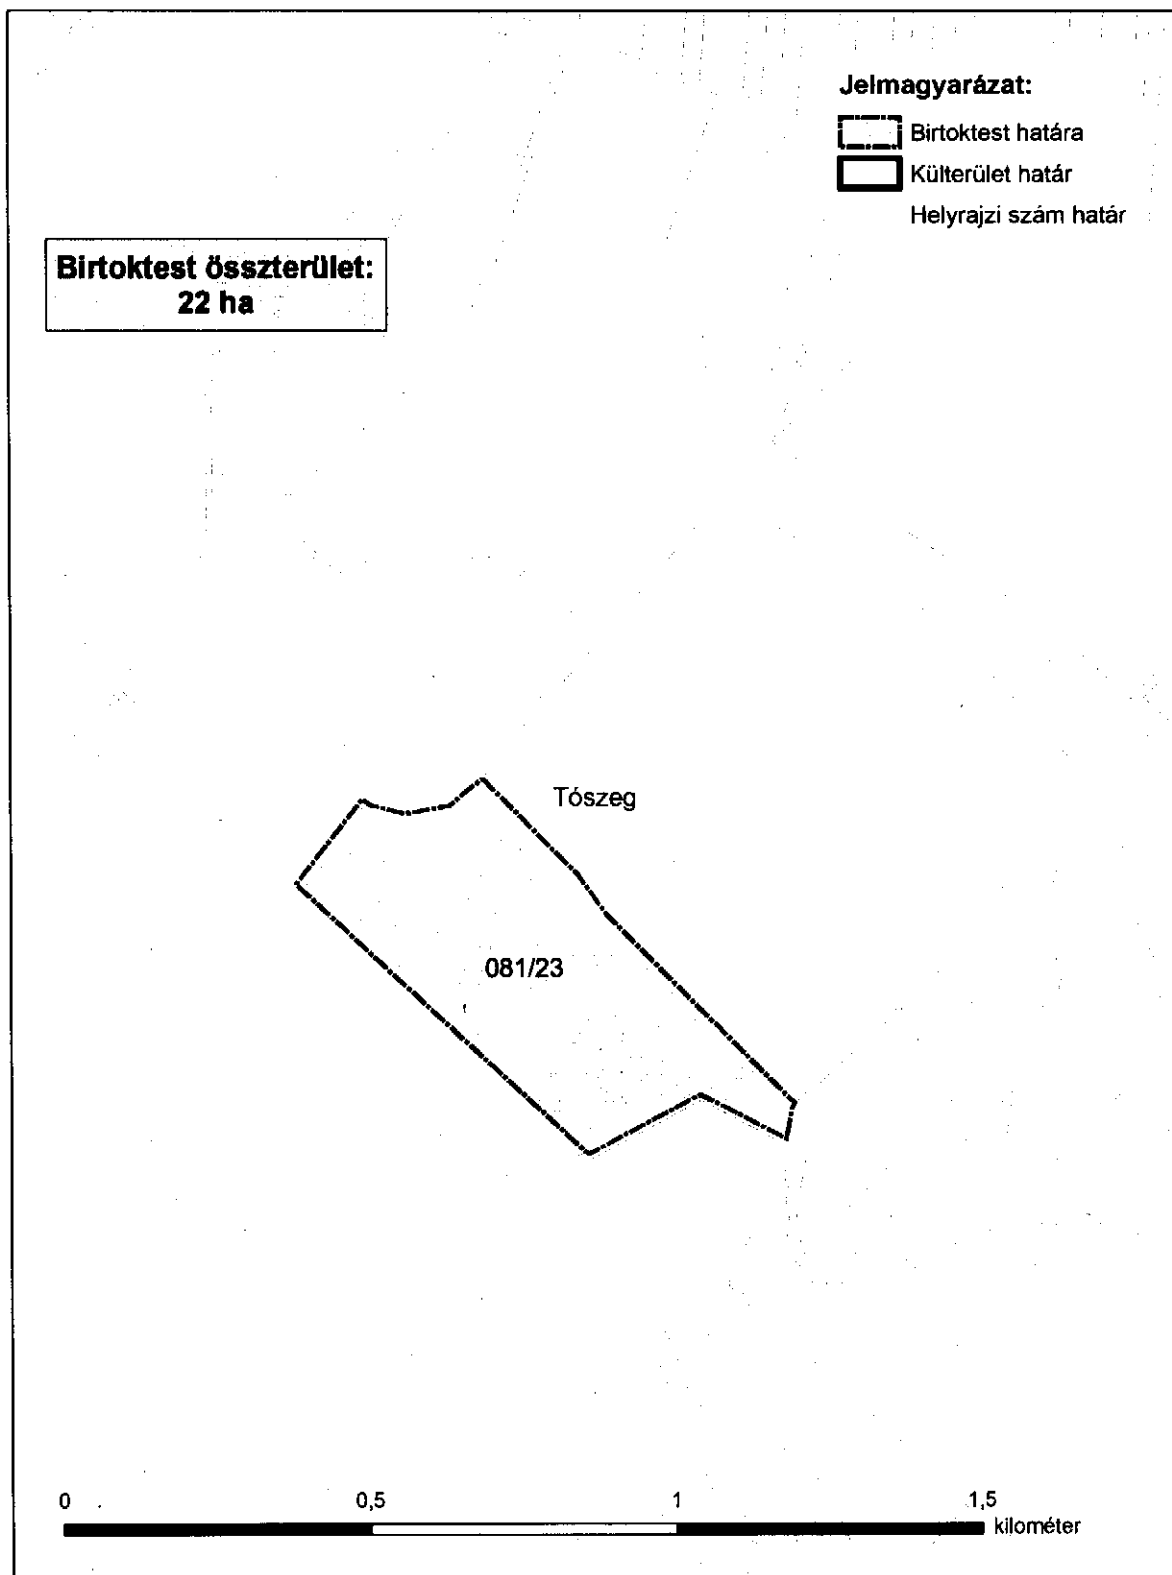 Jelmagyarázat:
Birtoktest határa
Külterület határ
Helyrajzi szám határ
Birtoktest összterület:
22 ha
Tószeg
081/23
0 0,5 1 1,5
kilométer